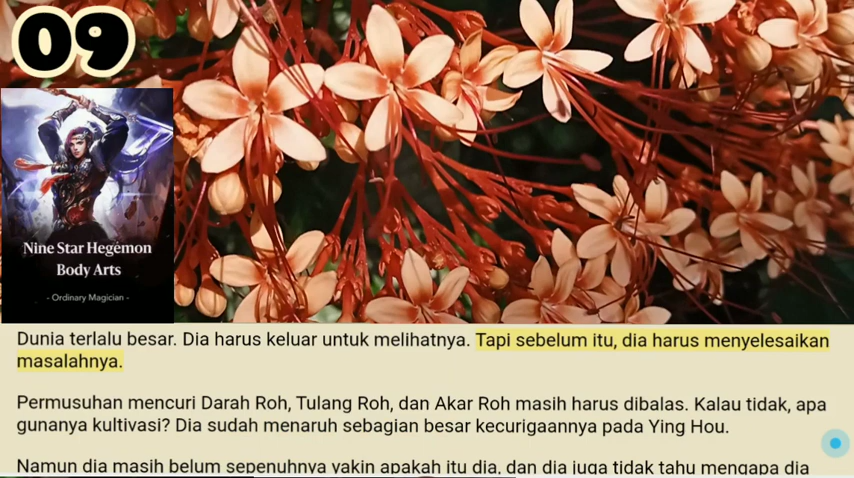 09
Nine Star Hegemon
Body Arts
- Ordinary Magician -
Dunia terlalu besar. Dia harus keluar untuk melihatnya. Tapi sebelum itu, dia harus menyelesaikan
masalahnya.
Permusuhan mencuri Darah Roh, Tulang Roh, dan Akar Roh masih harus dibalas. Kalau tidak, apa
gunanya kultivasi? Dia sudah menaruh sebagian besar kecurigaannya pada Ying Hou.
Namun dia masih belum sepenuhnya yakin apakah itu dia, dan dia juga tidak tahu mengapa dia